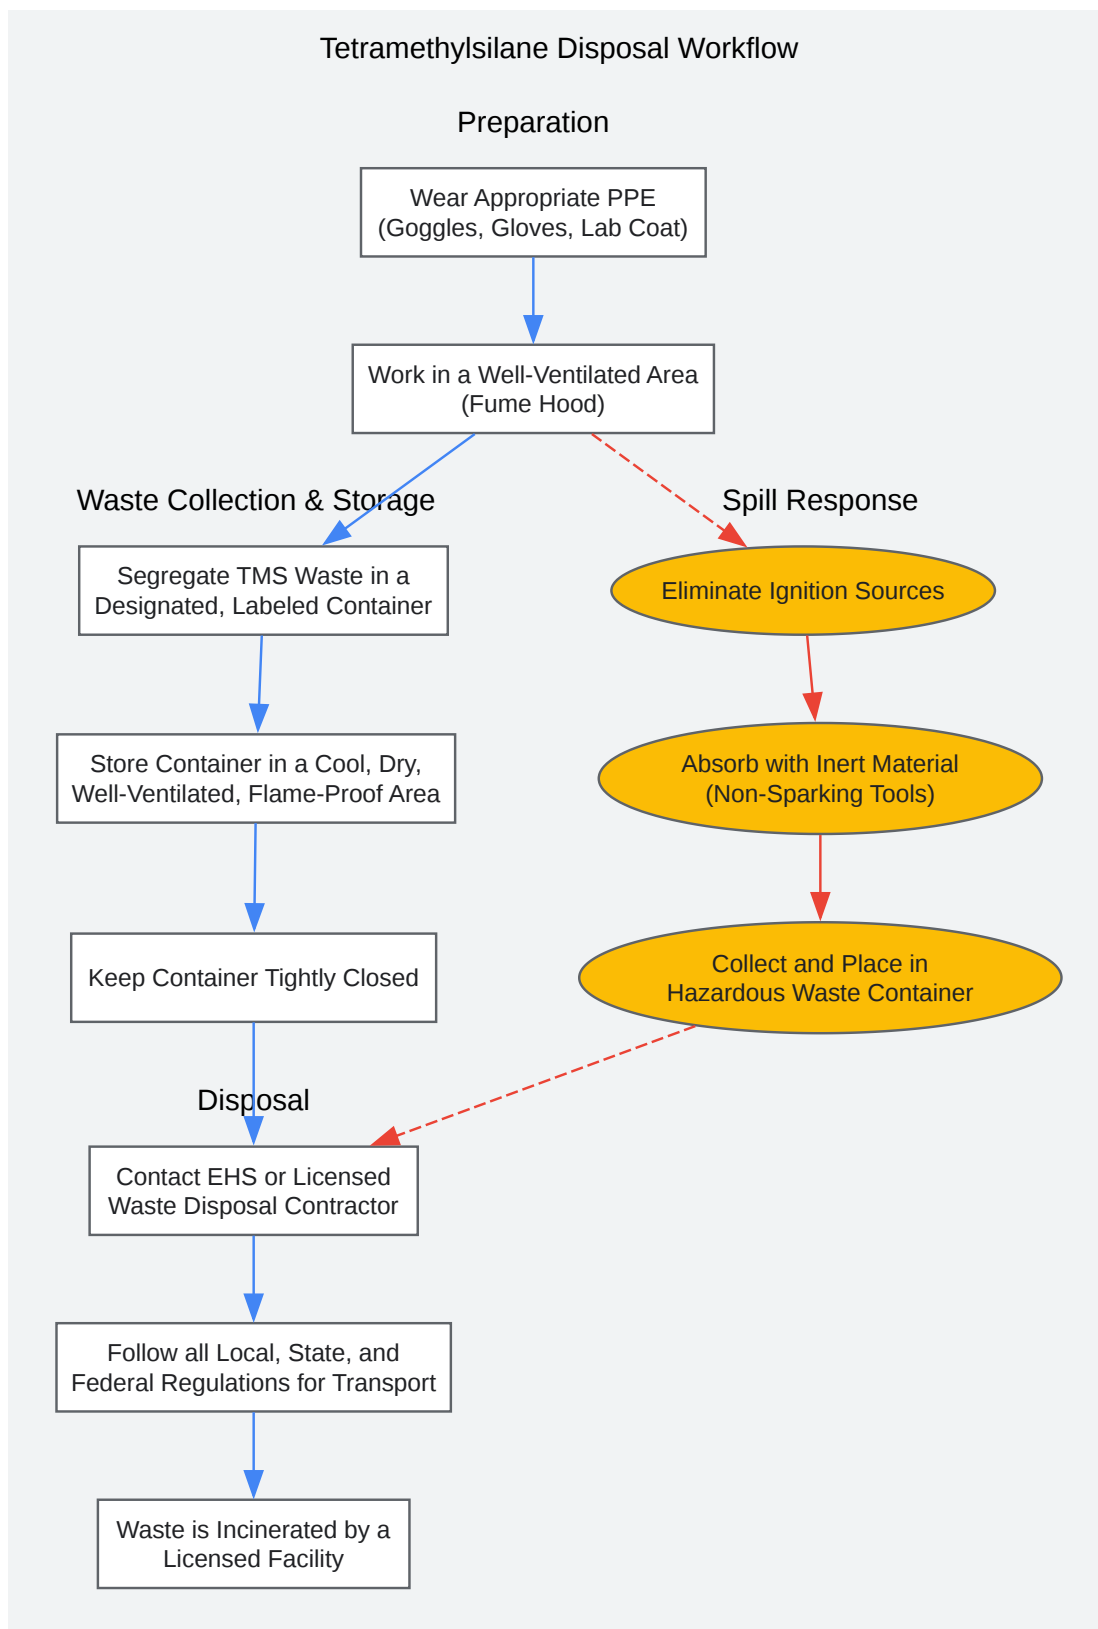 Tetramethylsilane Disposal Workflow
Preparation
Wear Appropriate PPE
(Goggles, Gloves, Lab Coat)
Work in a Well-Ventilated Area
(Fume Hood)
Waste Collection & Storage
Segregate TMS Waste in a
Designated, Labeled Container
Store Container in a Cool, Dry,
Well-Ventilated, Flame-Proof Area
Keep Container Tightly Closed
Spill Response
Eliminate Ignition Sources
Absorb with Inert Material
(Non-Sparking Tools)
Collect and Place in
Hazardous Waste Container
Disposal
Contact EHS or Licensed
Waste Disposal Contractor
Follow all Local, State, and
Federal Regulations for Transport
Waste is Incinerated by a
Licensed Facility